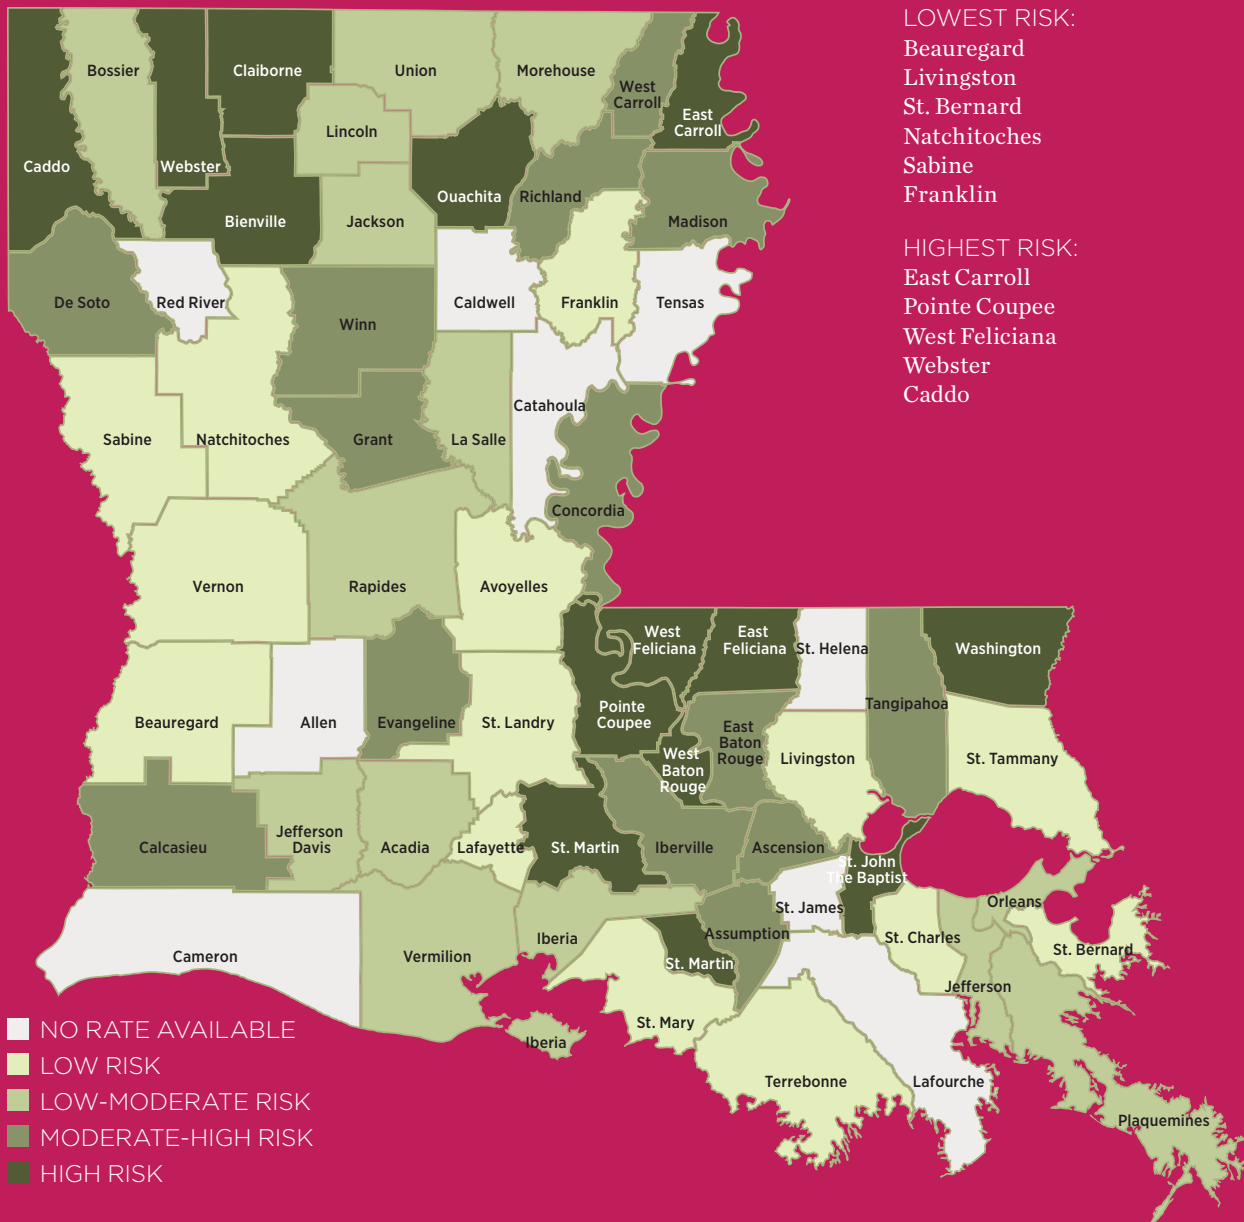 LOWEST RISK:
Beauregard
Livingston
St. Bernard
Natchitoches
Sabine
Franklin
HIGHEST RISK:
East Carroll
Pointe Coupee
West Feliciana
Webster
Caddo
Bossier
Claiborne
Union
Morehouse
West
Carroll
East
Carroll
Lincoln
Caddo
Webster
Ouachita
Richland
Bienville
Jackson
Madison
De Soto
Red River
Winn
Caldwell
Franklin
Tensas
Catahoula
Sabine
Natchitoches
Grant
La Salle
Concordia
Vernon
Rapides
Avoyelles
West
Feliciana
East
Feliciana
St. Helena
Washington
Tangipahoa
Beauregard
Allen
Evangeline
St. Landry
Pointe
Coupee
East
Baton
Rouge
West
Baton
Rouge
Livingston
St. Tammany
Calcasieu
Jefferson
Davis
Acadia
Lafayette
St. Martin
Iberville
Ascension
St. John
The Baptist
St. James
Orleans
Cameron
Vermilion
Iberia
Assumption
St. Martin
St. Charles
St. Bernard
Jefferson
St. Mary
Iberia
Terrebonne
Lafourche
Plaquemines
NO RATE AVAILABLE
LOW RISK
LOW-MODERATE RISK
MODERATE-HIGH RISK
HIGH RISK